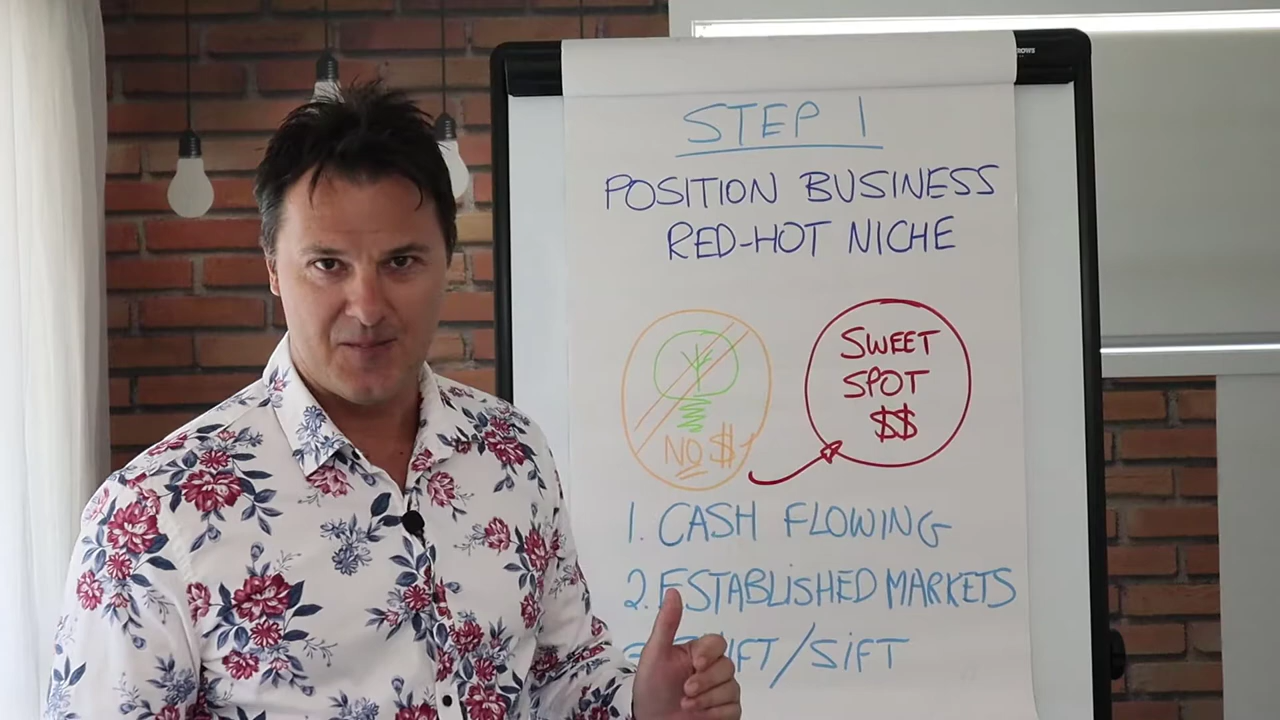 STEP 1
POSITION BUSINESS
RED-HOT NICHE
NO $
SWEET
SPOT
$$
1. CASH FLOWING
2. ESTABLISHED MARKETS
/SIFT